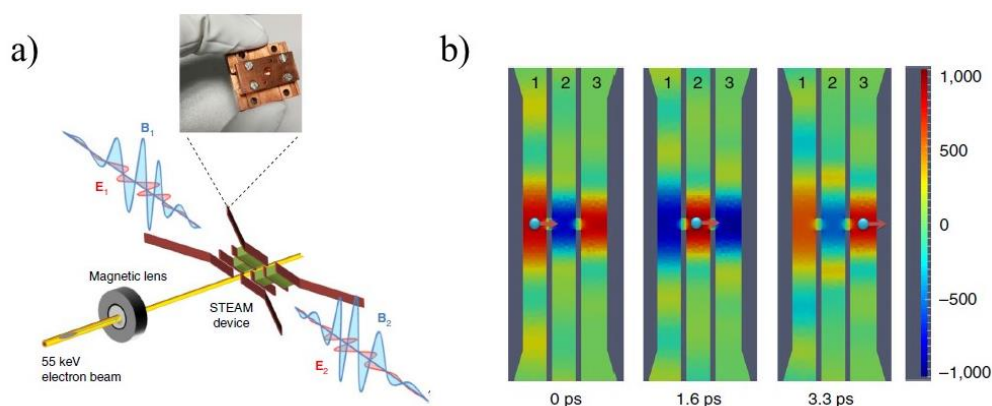 a)
B₁
E₁
Magnetic lens
STEAM
device
55 keV
electron beam
B₂
E₂
b)
1 2 3
1 2 3
1 2 3
0 ps
1.6 ps
3.3 ps
1,000
500
0
−500
−1,000